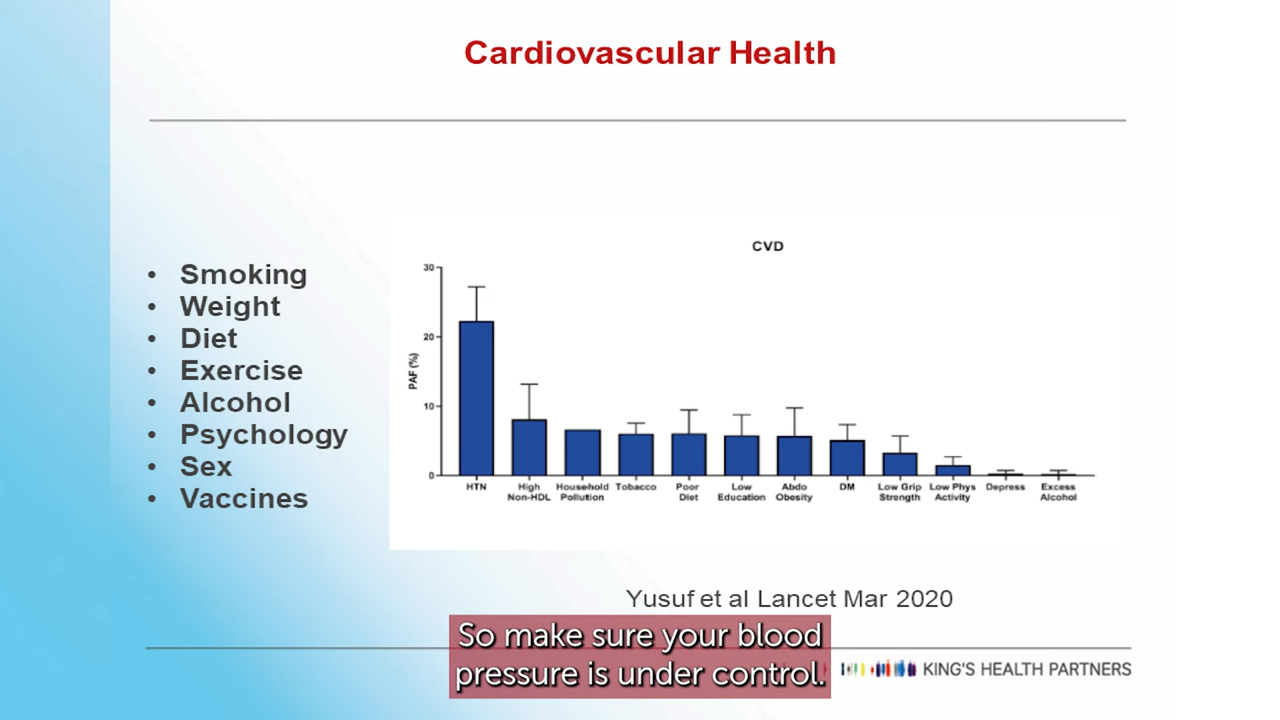 Cardiovascular Health
• Smoking
• Weight
• Diet
• Exercise
• Alcohol
• Psychology
• Sex
• Vaccines
CVD
PAF (%)
30
20
10
0
HTN
High
Non-HDL
Household
Pollution
Tobacco
Poor
Diet
Low
Education
Abdo
Obesity
DM
Low Grip
Strength
Low Phys
Activity
Depress
Excess
Alcohol
Yusuf et al Lancet Mar 2020
So make sure your blood
pressure is under control.
KING'S HEALTH PARTNERS